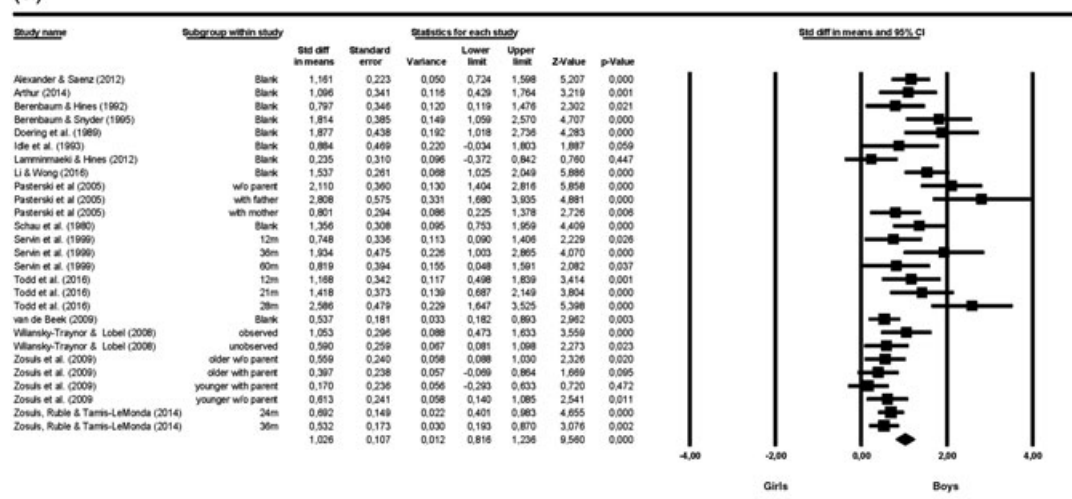 Study name Subgroup within study Statistics for each study Std diff in means and 95% CI
Std diff in means Standard error Variance Lower limit Upper limit Z-Value p-Value
Alexander & Saenz (2012) Blank 1,161 0,223 0,050 0,724 1,598 5,207 0,000
Arthur (2014) Blank 1,096 0,341 0,116 0,429 1,764 3,219 0,001
Berenbaum & Hines (1992) Blank 0,797 0,346 0,120 0,119 1,476 2,302 0,021
Berenbaum & Snyder (1995) Blank 1,814 0,385 0,149 1,059 2,570 4,707 0,000
Doering et al. (1989) Blank 1,877 0,438 0,192 1,018 2,736 4,283 0,000
Idle et al. (1993) Blank 0,884 0,469 0,220 -0,034 1,803 1,887 0,059
Lamminmaeki & Hines (2012) Blank 0,235 0,310 0,096 -0,372 0,842 0,760 0,447
Li & Wong (2016) Blank 1,537 0,261 0,068 1,025 2,049 5,886 0,000
Pasterski et al (2005) w/o parent 2,110 0,360 0,130 1,404 2,816 5,858 0,000
Pasterski et al (2005) with father 2,808 0,575 0,331 1,680 3,935 4,881 0,000
Pasterski et al (2005) with mother 0,801 0,294 0,086 0,225 1,378 2,726 0,006
Schau et al. (1980) Blank 1,356 0,308 0,095 0,753 1,959 4,409 0,000
Servin et al. (1999) 12m 0,748 0,336 0,113 0,090 1,406 2,229 0,026
Servin et al. (1999) 36m 1,934 0,475 0,226 1,003 2,865 4,070 0,000
Servin et al. (1999) 60m 0,819 0,394 0,155 0,048 1,591 2,082 0,037
Todd et al. (2016) 12m 1,168 0,342 0,117 0,498 1,839 3,414 0,001
Todd et al. (2016) 21m 1,418 0,373 0,139 0,687 2,149 3,804 0,000
Todd et al. (2016) 28m 2,586 0,479 0,229 1,647 3,525 5,398 0,000
van de Beek (2009) Blank 0,537 0,181 0,033 0,182 0,893 2,962 0,003
Willansky-Traynor & Lobel (2008) observed 1,053 0,296 0,088 0,473 1,633 3,559 0,000
Willansky-Traynor & Lobel (2008) unobserved 0,590 0,259 0,067 0,081 1,098 2,273 0,023
Zosuls et al. (2009) older w/o parent 0,559 0,240 0,058 0,088 1,030 2,326 0,020
Zosuls et al. (2009) older with parent 0,397 0,238 0,057 -0,069 0,864 1,669 0,095
Zosuls et al. (2009) younger with parent 0,170 0,236 0,056 -0,293 0,633 0,720 0,472
Zosuls et al. (2009 younger w/o parent 0,613 0,241 0,058 0,140 1,085 2,541 0,011
Zosuls, Ruble & Tamis-LeMonda (2014) 24m 0,692 0,149 0,022 0,401 0,983 4,655 0,000
Zosuls, Ruble & Tamis-LeMonda (2014) 36m 0,532 0,173 0,030 0,193 0,870 3,076 0,002
1,026 0,107 0,012 0,816 1,236 9,560 0,000
-4,00 -2,00 0,00 2,00 4,00
Girls Boys